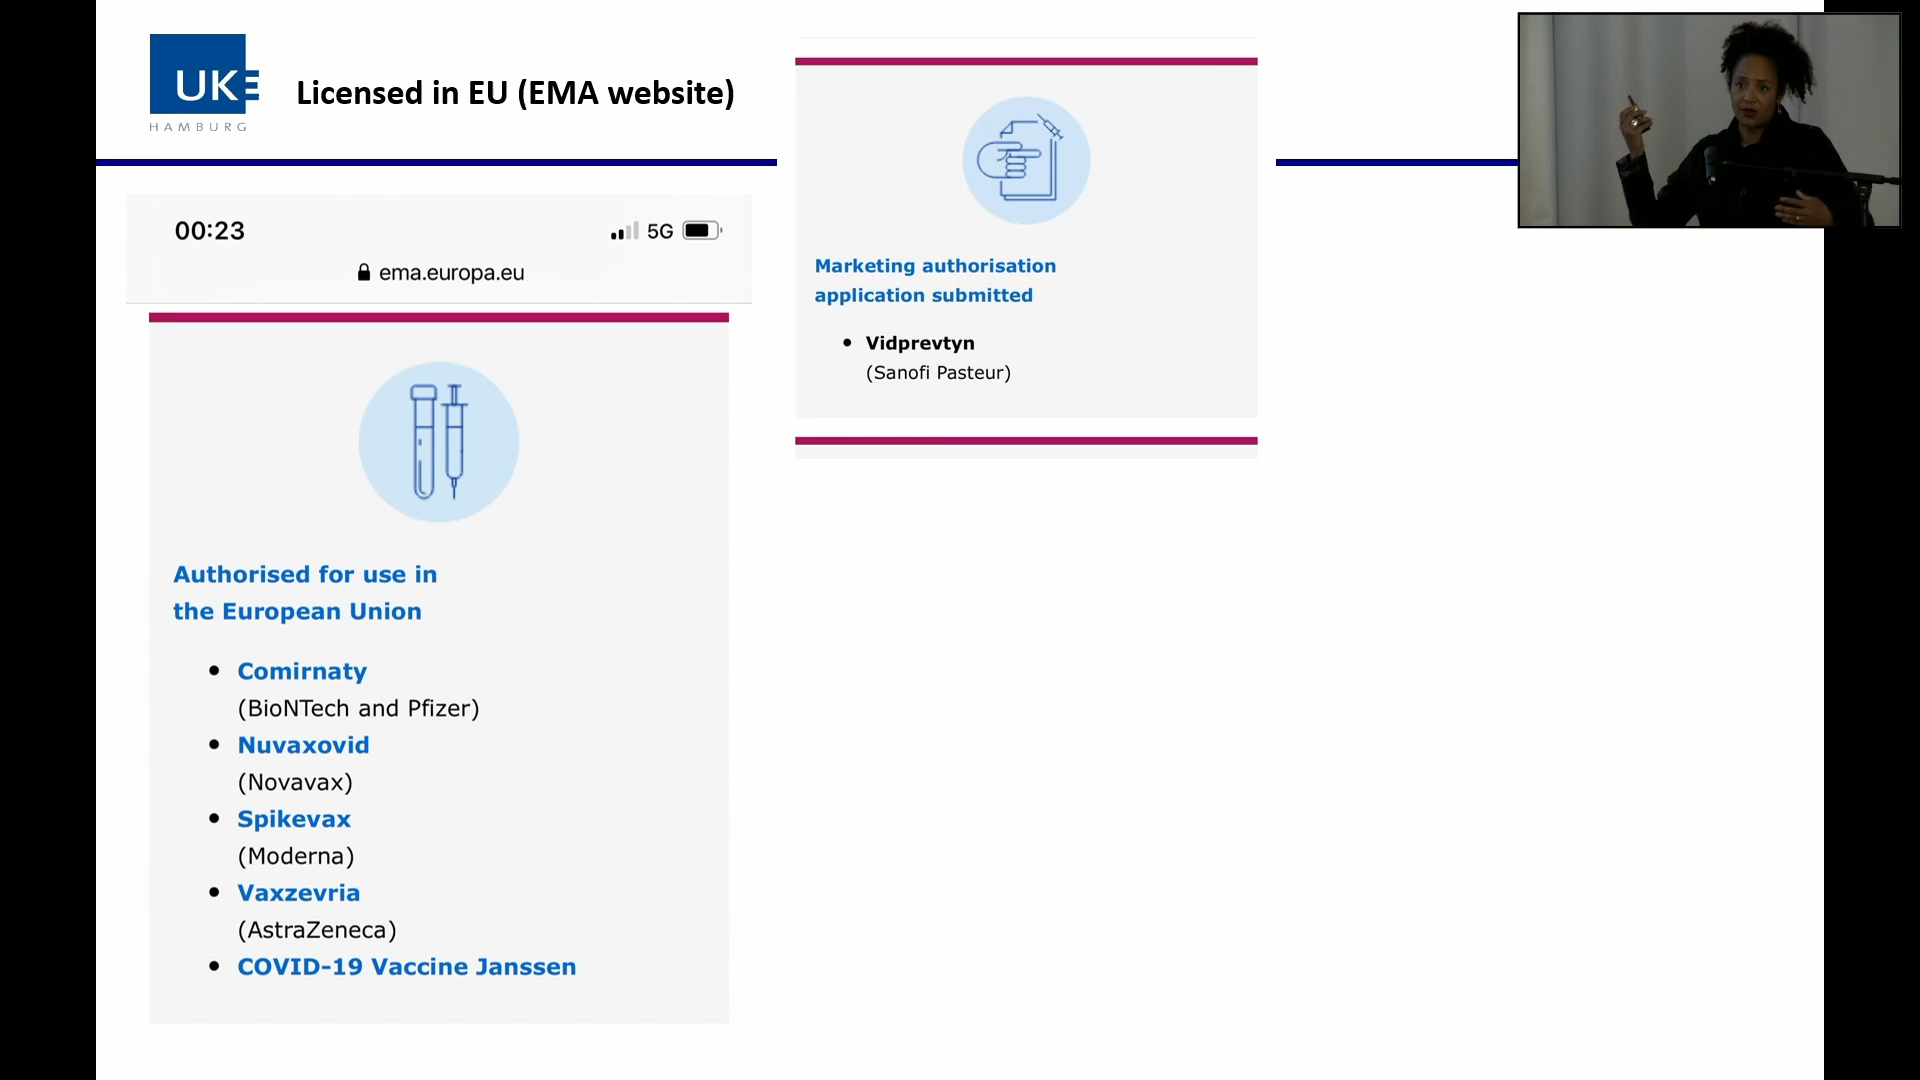 UKE
HAMBURG
Licensed in EU (EMA website)
00:23
5G
ema.europa.eu
Authorised for use in
the European Union
• Comirnaty
(BioNTech and Pfizer)
• Nuvaxovid
(Novavax)
• Spikevax
(Moderna)
• Vaxzevria
(AstraZeneca)
• COVID-19 Vaccine Janssen
Marketing authorisation
application submitted
• Vidprevtyn
(Sanofi Pasteur)